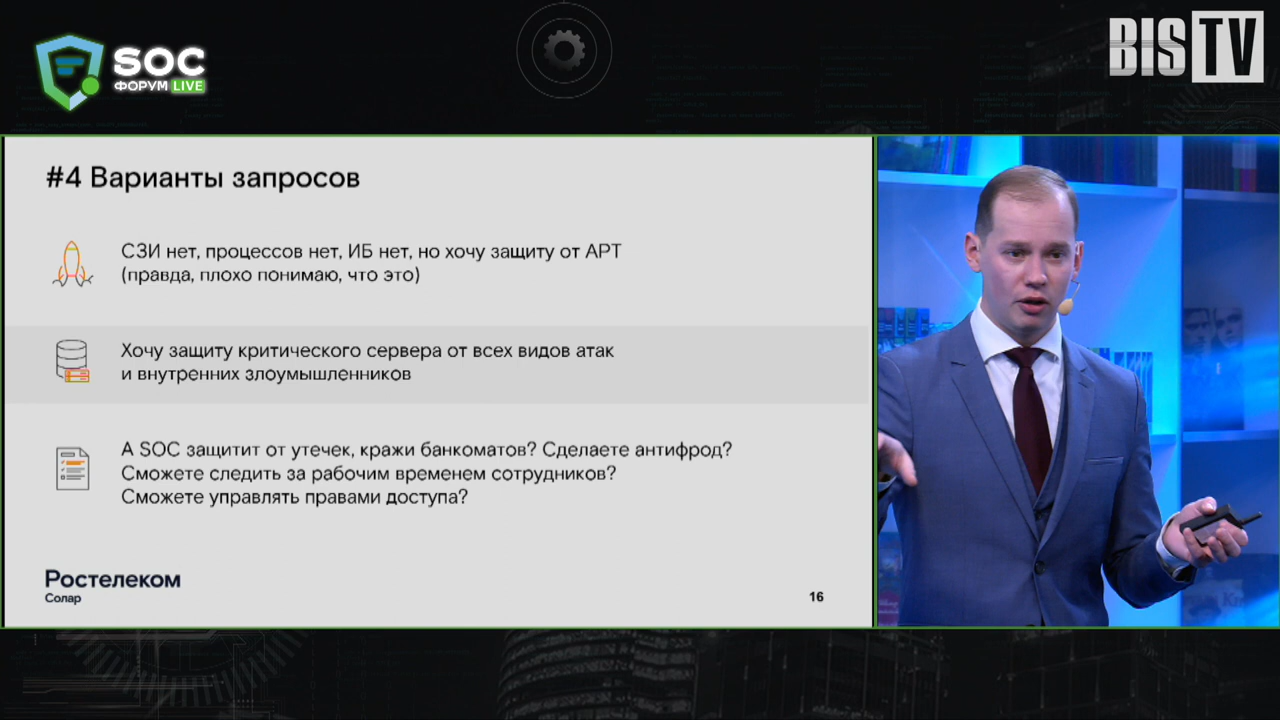 SOC
ФОРУМ LIVE
BIS TV
#4 Варианты запросов
СЗИ нет, процессов нет, ИБ нет, но хочу защиту от APT
(правда, плохо понимаю, что это)
Хочу защиту критического сервера от всех видов атак
и внутренних злоумышленников
А SOC защитит от утечек, кражи банкоматов? Сделаете антифрод?
Сможете следить за рабочим временем сотрудников?
Сможете управлять правами доступа?
Ростелеком
Солар
16